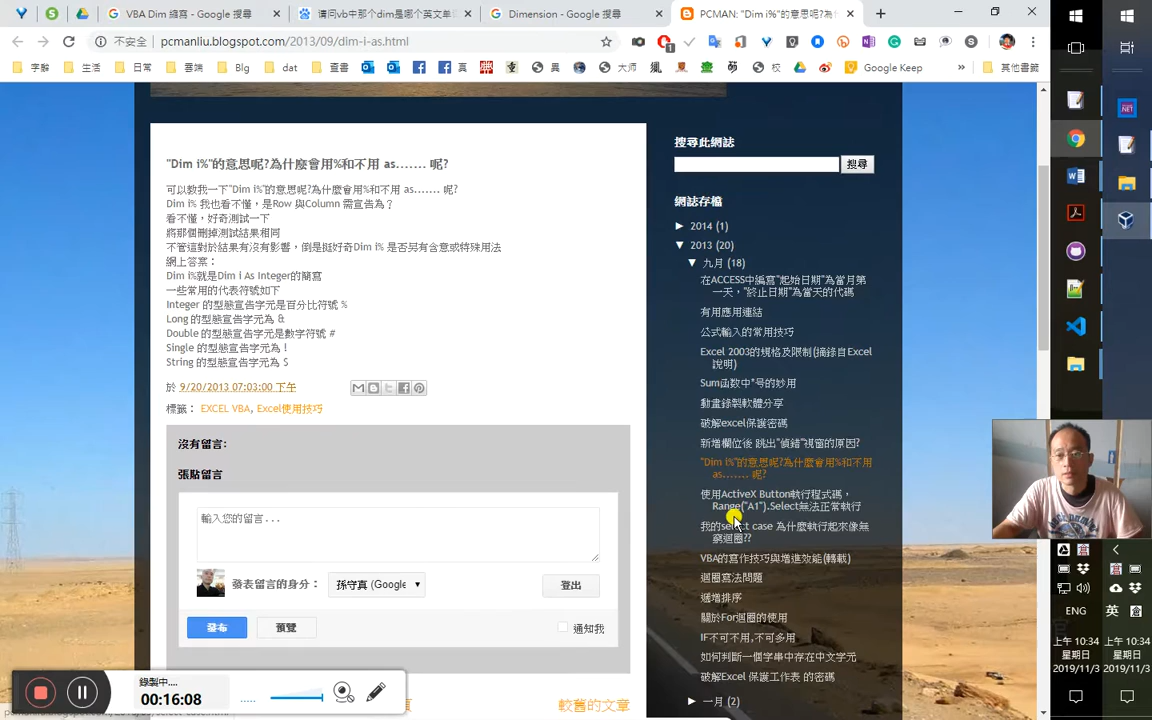 VBA Dim 縮寫 - Google 搜尋
请问vb中那个dim是哪个英文单
Dimension - Google 搜尋
PCMAN: "Dim i%"的意思呢?為什
不安全
pcmanliu.blogspot.com/2013/09/dim-i-as.html
字辭
生活
日常
雲端
Blg
dat
查書
真
異
大师
校
Google Keep
其他書籤
"Dim i%"的意思呢?為什麼會用%和不用 as....... 呢?
可以教我一下"Dim i%"的意思呢?為什麼會用%和不用 as....... 呢?
Dim i% 我也看不懂，是Row 與Column 需宣告為？
看不懂，好奇測試一下
將那個刪掉測試結果相同
不管這對於結果有沒有影響，倒是挺好奇Dim i% 是否另有含意或特殊用法
網上答案：
Dim i%就是Dim i As Integer的簡寫
一些常用的代表符號如下
Integer 的型態宣告字元是百分比符號 %
Long 的型態宣告字元為 &
Double 的型態宣告字元是數字符號 #
Single 的型態宣告字元為 !
String 的型態宣告字元為 $
於 9/20/2013 07:03:00 下午
標籤： EXCEL VBA, Excel使用技巧
沒有留言:
張貼留言
輸入您的留言...
發表留言的身分：
孫守真 (Google
登出
發布
預覽
通知我
較舊的文章
搜尋此網誌
搜尋
網誌存檔
► 2014 (1)
▼ 2013 (20)
▼ 九月 (18)
在ACCESS中編寫"起始日期"為當月第
一天，"終止日期"為當天的代碼
有用應用連結
公式輸入的常用技巧
Excel 2003的規格及限制(摘錄自Excel
說明)
Sum函数中*号的妙用
動畫錄製軟體分享
破解excel保護密碼
新增欄位後 跳出"偵錯"視窗的原因?
"Dim i%"的意思呢?為什麼會用%和不用
as....... 呢?
使用ActiveX Button執行程式碼，
Range("A1").Select無法正常執行
我的select case 為什麼執行起來像無
窮迴圈??
VBA的寫作技巧與增進效能(轉載)
迴圈寫法問題
遞增排序
關於For迴圈的使用
IF不可不用,不可多用
如何判斷一個字串中存在中文字元
破解Excel 保護工作表 的密碼
► 一月 (2)
錄製中....
00:16:08
ENG
英
上午 10:34
星期日
2019/11/3
上午 10:34
星期日
2019/11/3